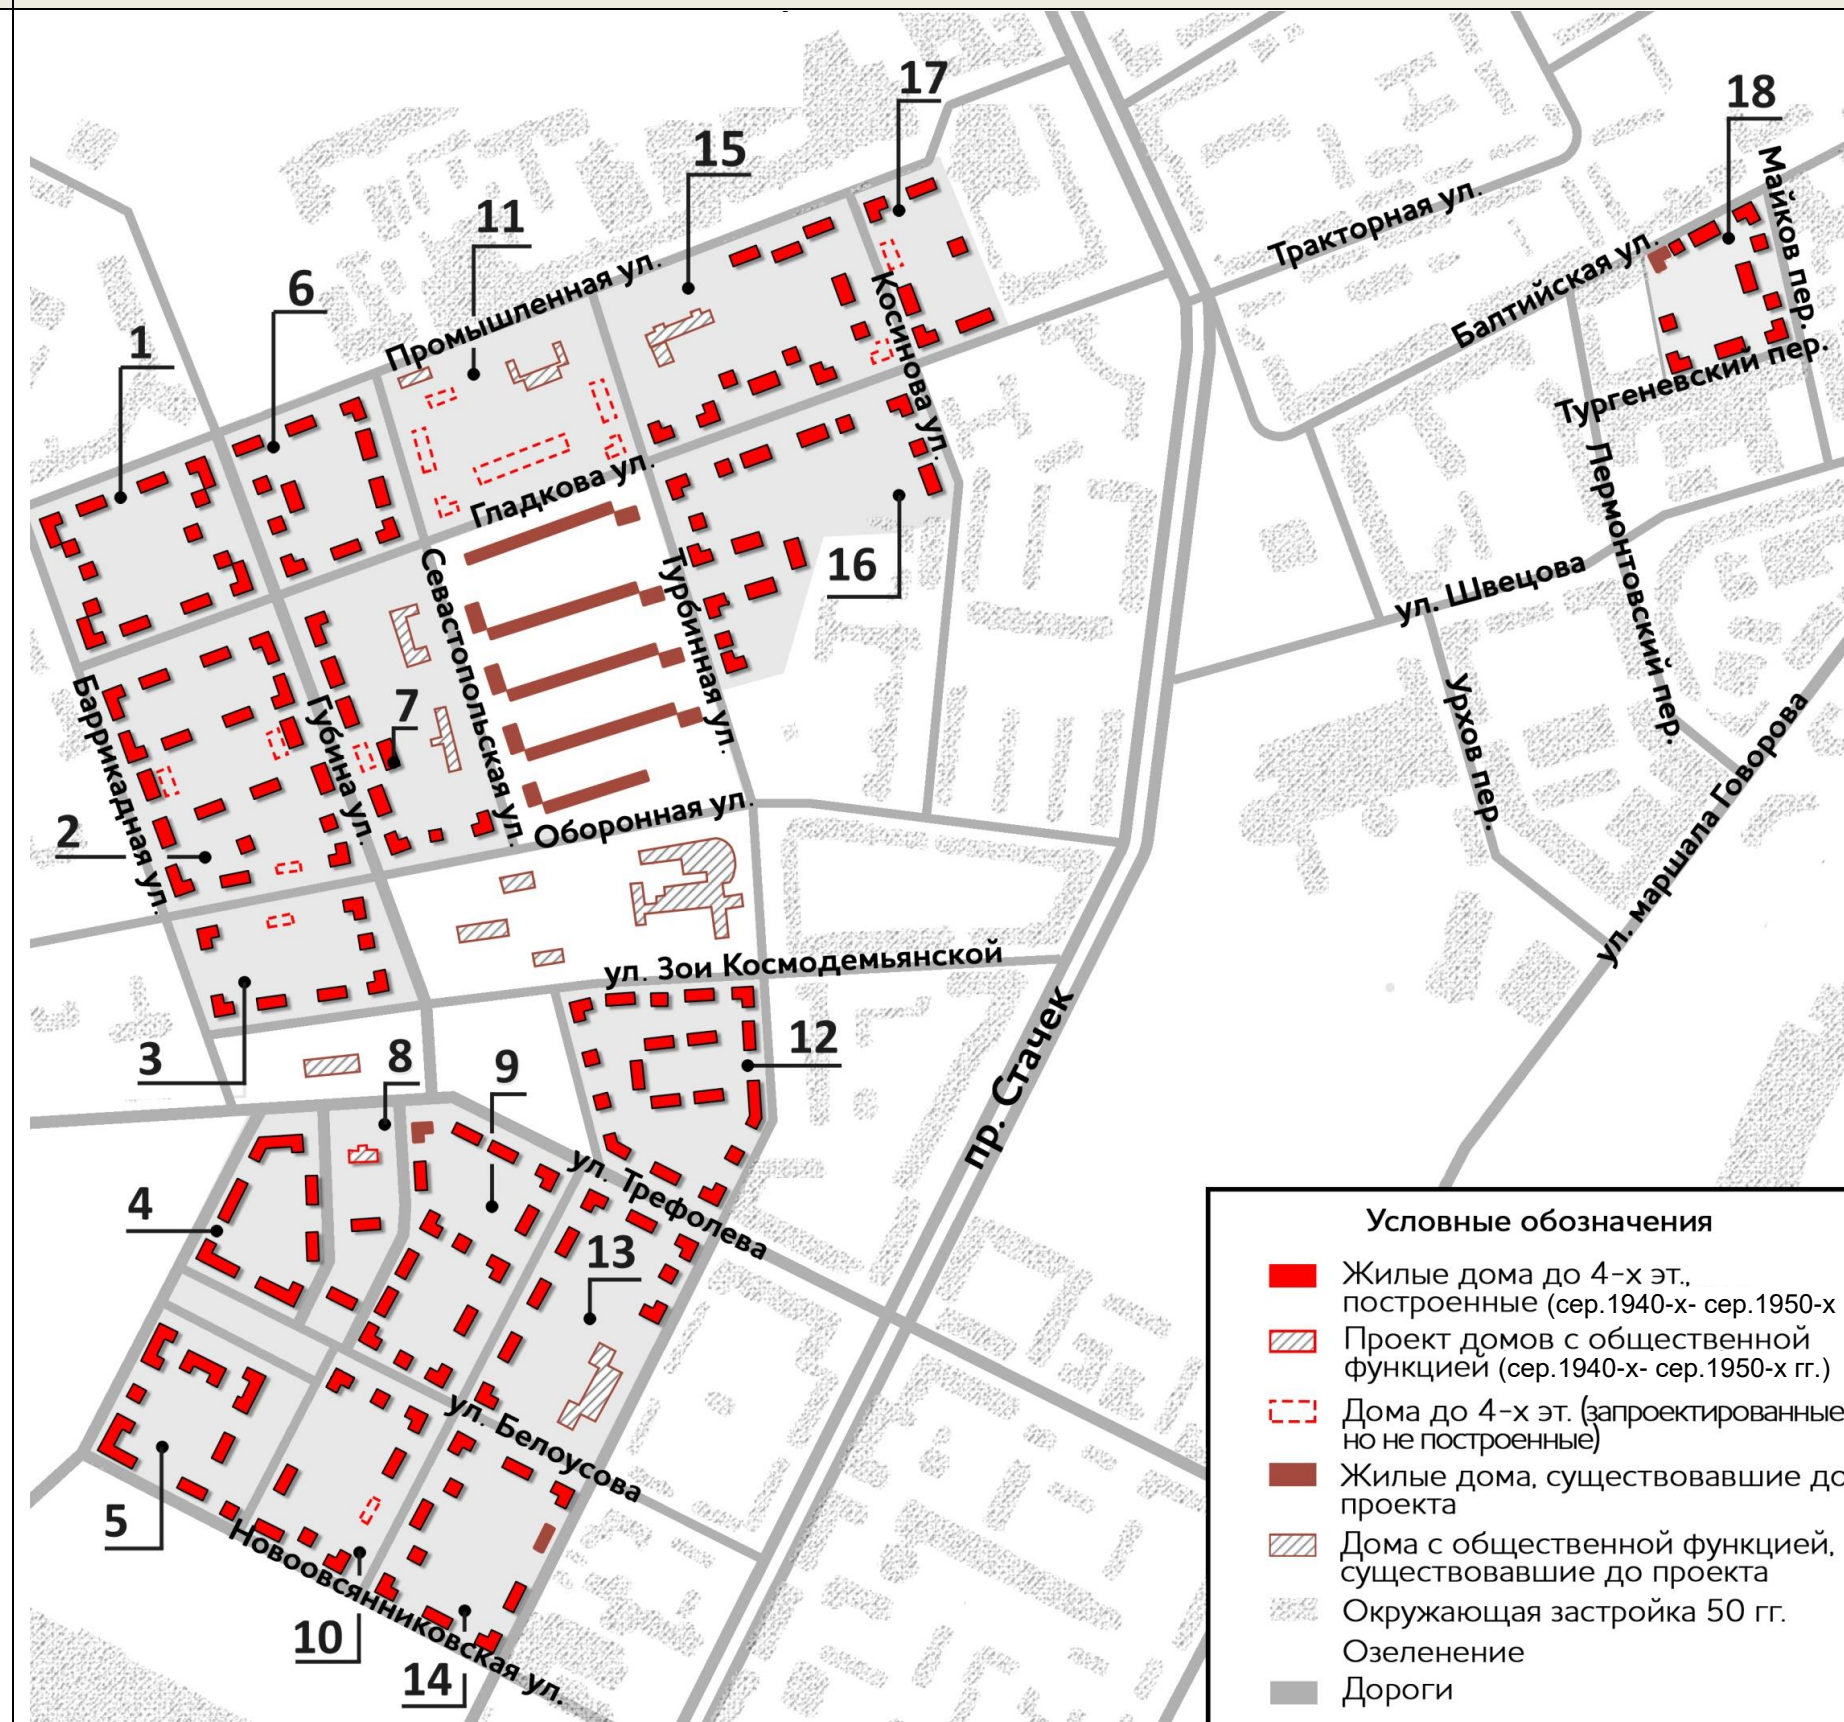 17
18
15
11
6
1
Майков пер.
Тракторная ул.
Балтийская ул.
Промышленная ул.
Косинова ул.
Тургеневский пер.
Гладкова ул.
Лермонтовский пер.
16
Севастопольская ул.
Турбинная ул.
ул. Швецова
Баррикадная ул.
Губина ул.
7
Урхов пер.
ул. маршала Говорова
2
Оборонная ул.
ул. Зои Космодемьянской
пр. Стачек
3
8
9
12
4
ул. Трефолева
13
5
ул. Белоусова
Новоовсянниковская ул.
10
14
Условные обозначения
Жилые дома до 4-х эт.,
построенные (сер.1940-х- сер.1950-х
Проект домов с общественной
функцией (сер.1940-х- сер.1950-х гг.)
Дома до 4-х эт. (запроектированные
но не построенные)
Жилые дома, существовавшие до
проекта
Дома с общественной функцией,
существовавшие до проекта
Окружающая застройка 50 гг.
Озеленение
Дороги